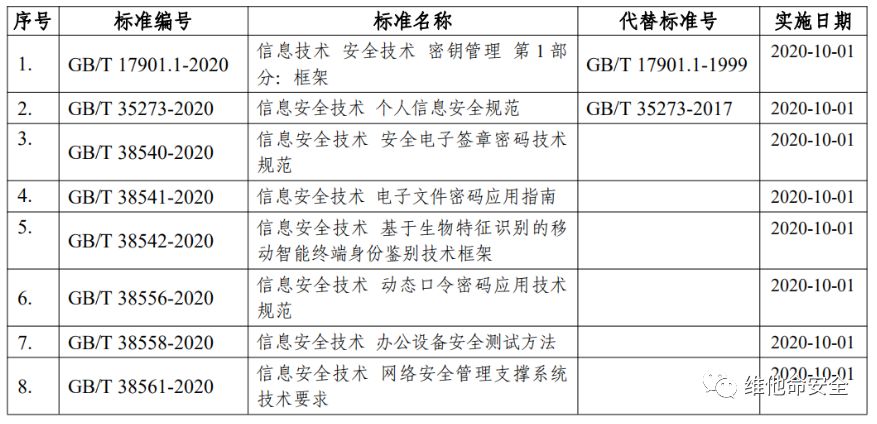 序号 标准编号 标准名称 代替标准号 实施日期
1. GB/T 17901.1-2020 信息技术 安全技术 密钥管理 第 1 部 GB/T 17901.1-1999 2020-10-01
分：框架
2. GB/T 35273-2020 信息安全技术 个人信息安全规范 GB/T 35273-2017 2020-10-01
3. GB/T 38540-2020 信息安全技术 安全电子签章密码技术 2020-10-01
规范
4. GB/T 38541-2020 信息安全技术 电子文件密码应用指南 2020-10-01
5. GB/T 38542-2020 信息安全技术 基于生物特征识别的移 2020-10-01
动智能终端身份鉴别技术框架
6. GB/T 38556-2020 信息安全技术 动态口令密码应用技术 2020-10-01
规范
7. GB/T 38558-2020 信息安全技术 办公设备安全测试方法 2020-10-01
8. GB/T 38561-2020 信息安全技术 网络安全管理支撑系统 2020-10-01
技术要求
维他命安全